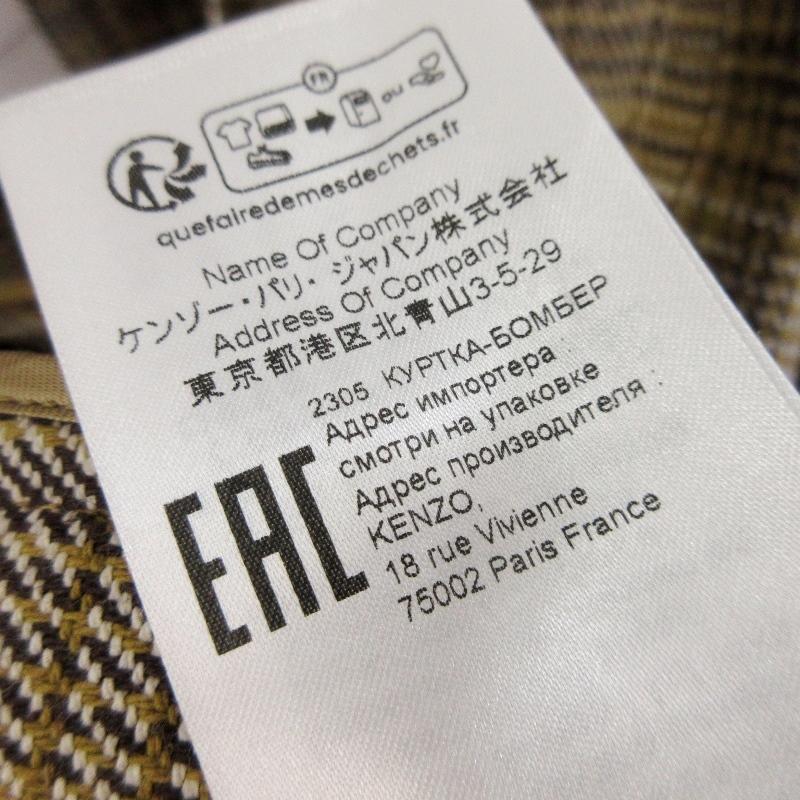 FR
ou
quefairedemesdechets.fr
Name Of Company
ケンゾー・パリ・ジャパン株式会社
Address Of Company
東京都港区北青山3-5-29
2305 КУРТКА-БОМБЕР
Адрес импортера :
смотри на упаковке
Адрес производителя :
KENZO,
18 rue Vivienne
75002 Paris France
EAC